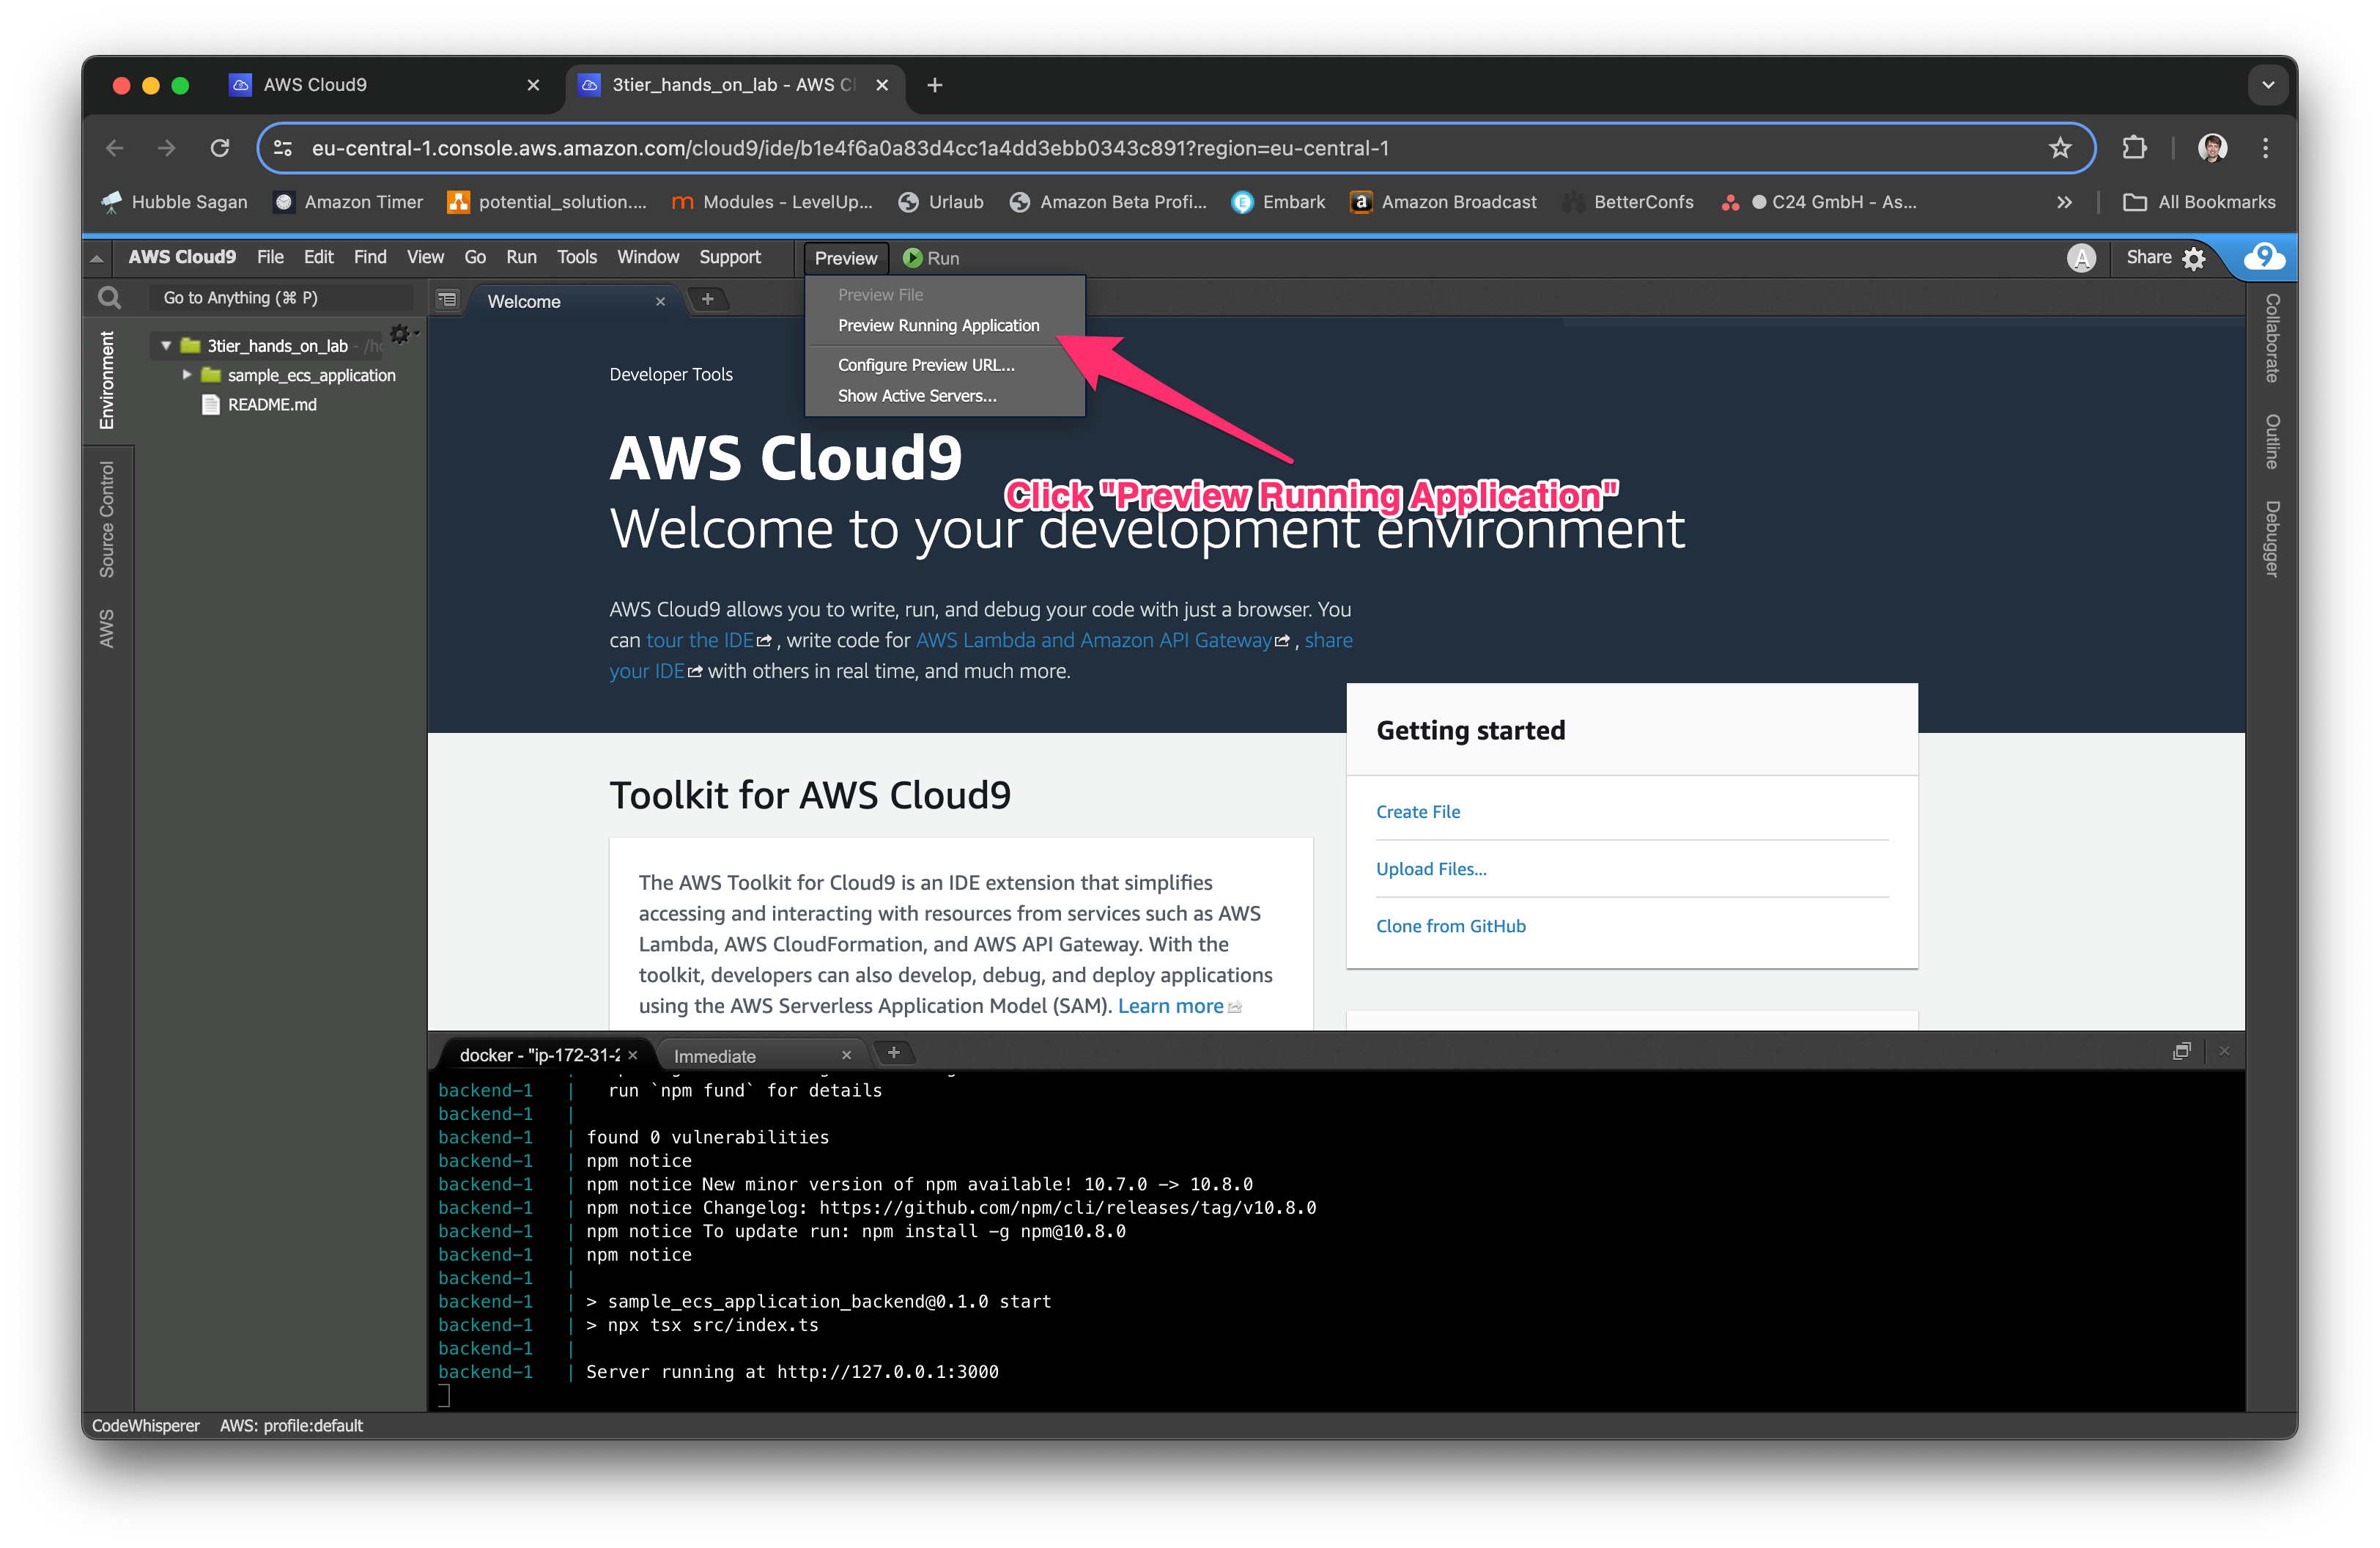 AWS Cloud9
3tier_hands_on_lab - AWS Cl
eu-central-1.console.aws.amazon.com/cloud9/ide/b1e4f6a0a83d4cc1a4dd3ebb0343c891?region=eu-central-1
Hubble Sagan
Amazon Timer
potential_solution....
Modules - LevelUp...
Urlaub
Amazon Beta Profi...
Embark
Amazon Broadcast
BetterConfs
C24 GmbH - As...
All Bookmarks
AWS Cloud9 File Edit Find View Go Run Tools Window Support
Preview
Run
A
Share
9
Go to Anything (⌘ P)
Environment
Source Control
AWS
3tier_hands_on_lab - /ho
sample_ecs_application
README.md
Welcome
Preview File
Preview Running Application
Configure Preview URL...
Show Active Servers...
Collaborate
Outline
Debugger
Developer Tools
AWS Cloud9
Click "Preview Running Application"
Welcome to your development environment
AWS Cloud9 allows you to write, run, and debug your code with just a browser. You
can tour the IDE , write code for AWS Lambda and Amazon API Gateway , share
your IDE with others in real time, and much more.
Getting started
Create File
Upload Files...
Clone from GitHub
Toolkit for AWS Cloud9
The AWS Toolkit for Cloud9 is an IDE extension that simplifies
accessing and interacting with resources from services such as AWS
Lambda, AWS CloudFormation, and AWS API Gateway. With the
toolkit, developers can also develop, debug, and deploy applications
using the AWS Serverless Application Model (SAM). Learn more
docker - "ip-172-31-2
Immediate
backend-1 | run `npm fund` for details
backend-1 |
backend-1 | found 0 vulnerabilities
backend-1 | npm notice
backend-1 | npm notice New minor version of npm available! 10.7.0 -> 10.8.0
backend-1 | npm notice Changelog: https://github.com/npm/cli/releases/tag/v10.8.0
backend-1 | npm notice To update run: npm install -g npm@10.8.0
backend-1 | npm notice
backend-1 |
backend-1 | > sample_ecs_application_backend@0.1.0 start
backend-1 | > npx tsx src/index.ts
backend-1 |
backend-1 | Server running at http://127.0.0.1:3000
CodeWhisperer AWS: profile:default